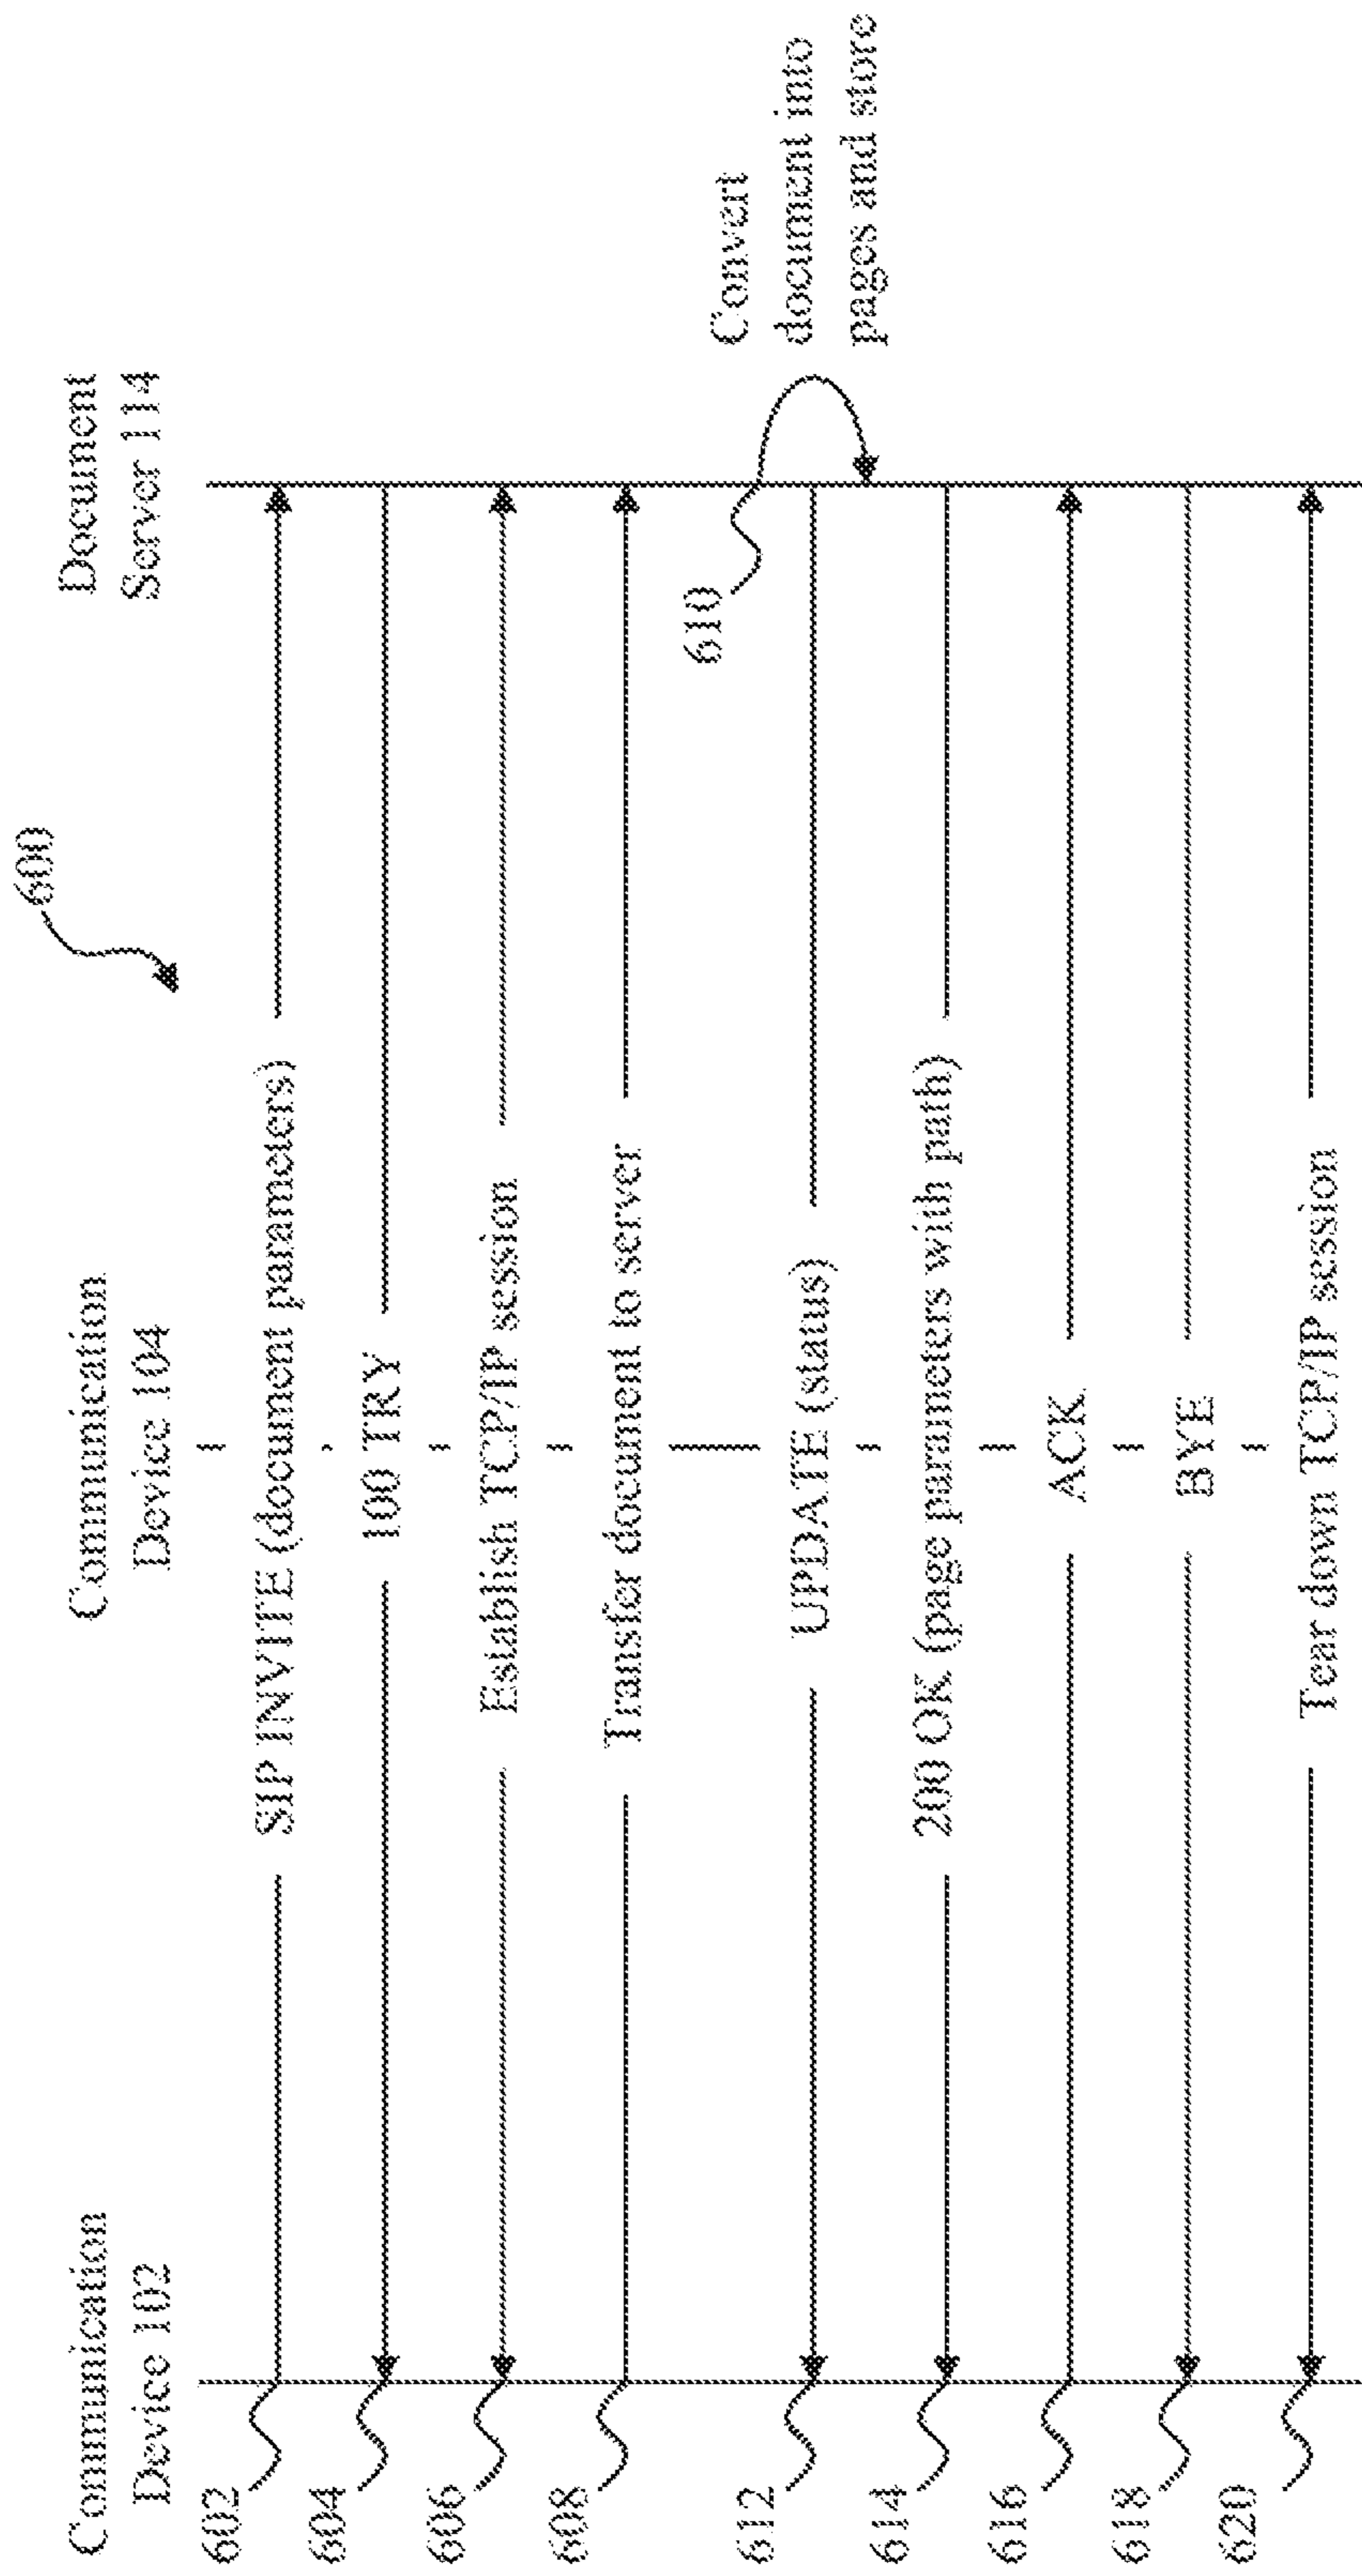 600
Communication
Device 102
Communication
Device 104
Document
Server 114
602
SIP INVITE (document parameters)
604
100 TRY
606
Establish TCP/IP session
608
Transfer document to server
610
Convert
document into
pages and store
612
UPDATE (status)
614
200 OK (page parameters with path)
616
ACK
618
BYE
620
Tear down TCP/IP session